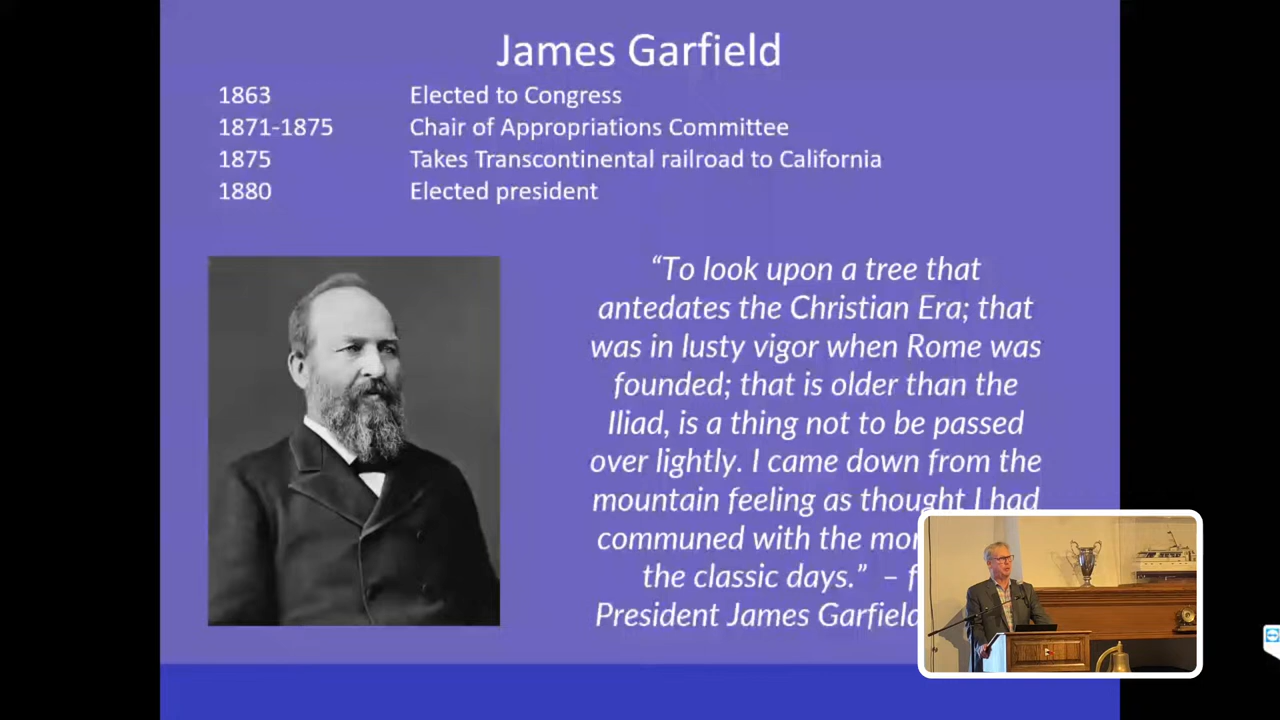 James Garfield
1863 Elected to Congress
1871-1875 Chair of Appropriations Committee
1875 Takes Transcontinental railroad to California
1880 Elected president
“To look upon a tree that
antedates the Christian Era; that
was in lusty vigor when Rome was
founded; that is older than the
Iliad, is a thing not to be passed
over lightly. I came down from the
mountain feeling as thought I had
communed with the
the classic days.” –
President James Garfield